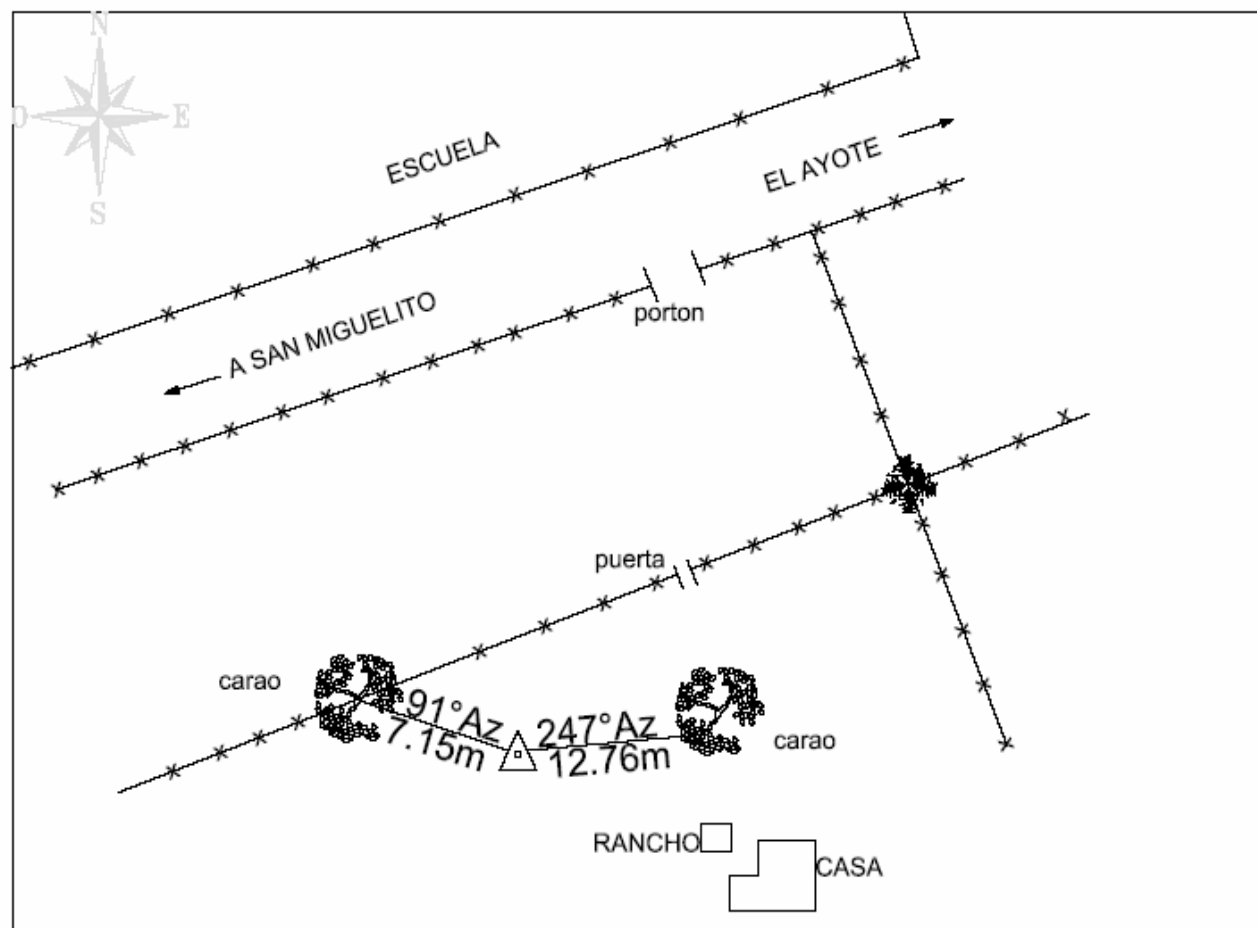 N
O
E
S
ESCUELA
EL AYOTE
A SAN MIGUELITO
porton
puerta
carao
91°Az
7.15m
247°Az
12.76m
carao
RANCHO
CASA